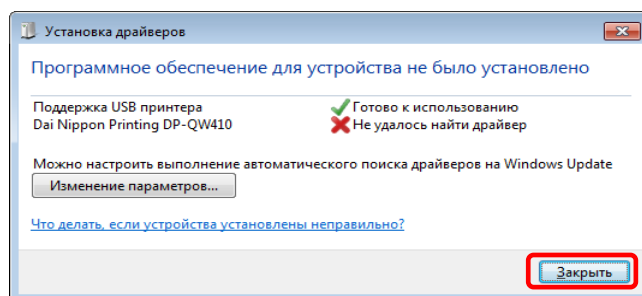 Установка драйверов
Программное обеспечение для устройства не было установлено
Поддержка USB принтера Готово к использованию
Dai Nippon Printing DP-QW410 Не удалось найти драйвер
Можно настроить выполнение автоматического поиска драйверов на Windows Update
Изменение параметров...
Что делать, если устройства установлены неправильно?
Закрыть